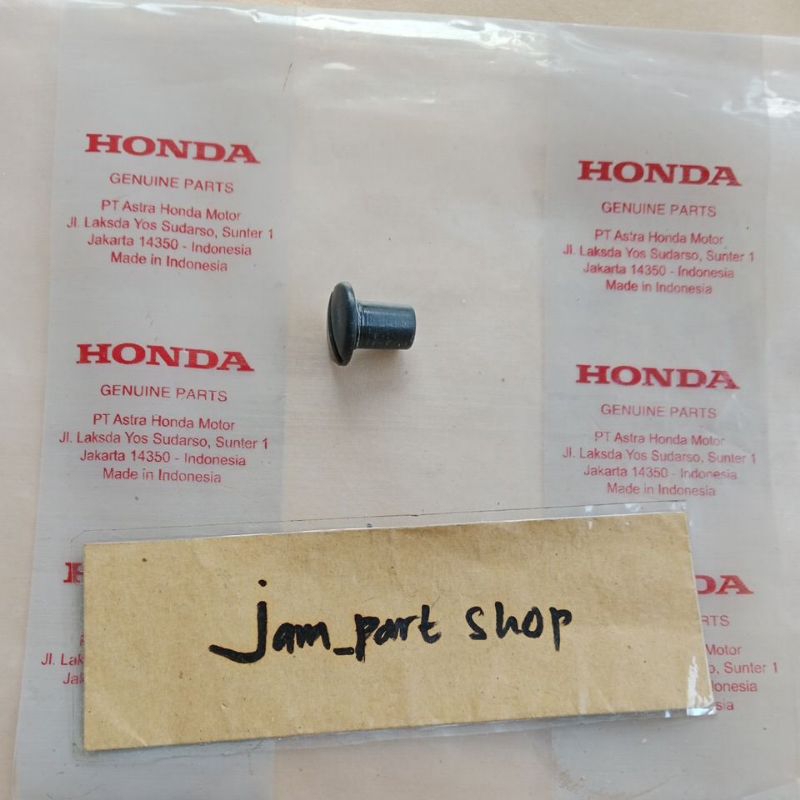 HONDA
GENUINE PARTS
PT Astra Honda Motor
Jl. Laksda Yos Sudarso, Sunter 1
Jakarta 14350 - Indonesia
Made in Indonesia
HONDA
GENUINE PARTS
PT Astra Honda Motor
Jl. Laksda Yos Sudarso, Sunter 1
Jakarta 14350 - Indonesia
Made in Indonesia
HONDA
GENUINE PARTS
PT Astra Honda Motor
Jl. Laksda Yos Sudarso, Sunter 1
Jakarta 14350 - Indonesia
Made in Indonesia
HONDA
GENUINE PARTS
PT Astra Honda Motor
Jl. Laksda Yos Sudarso, Sunter 1
Jakarta 14350 - Indonesia
Made in Indonesia
jam_part shop
Jl.
Motor
Sunter 1